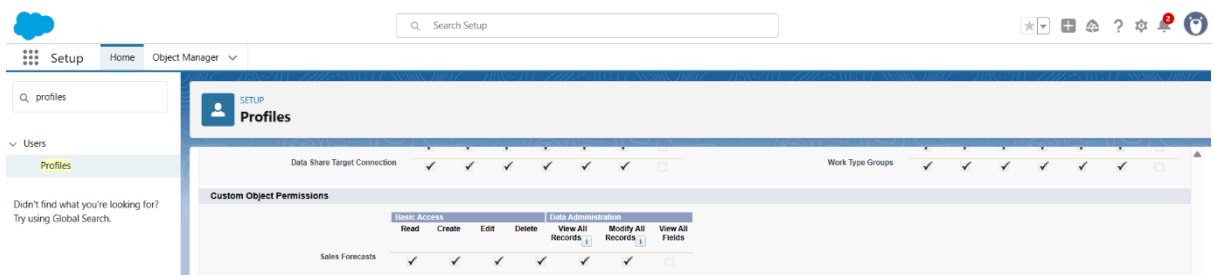 Search Setup
2
Setup Home Object Manager
profiles
SETUP
Profiles
Users
Profiles
Didn't find what you're looking for?
Try using Global Search.
Data Share Target Connection
Work Type Groups
Custom Object Permissions
Basic Access Data Administration
Read Create Edit Delete View All Records i Modify All Records i View All Fields
Sales Forecasts